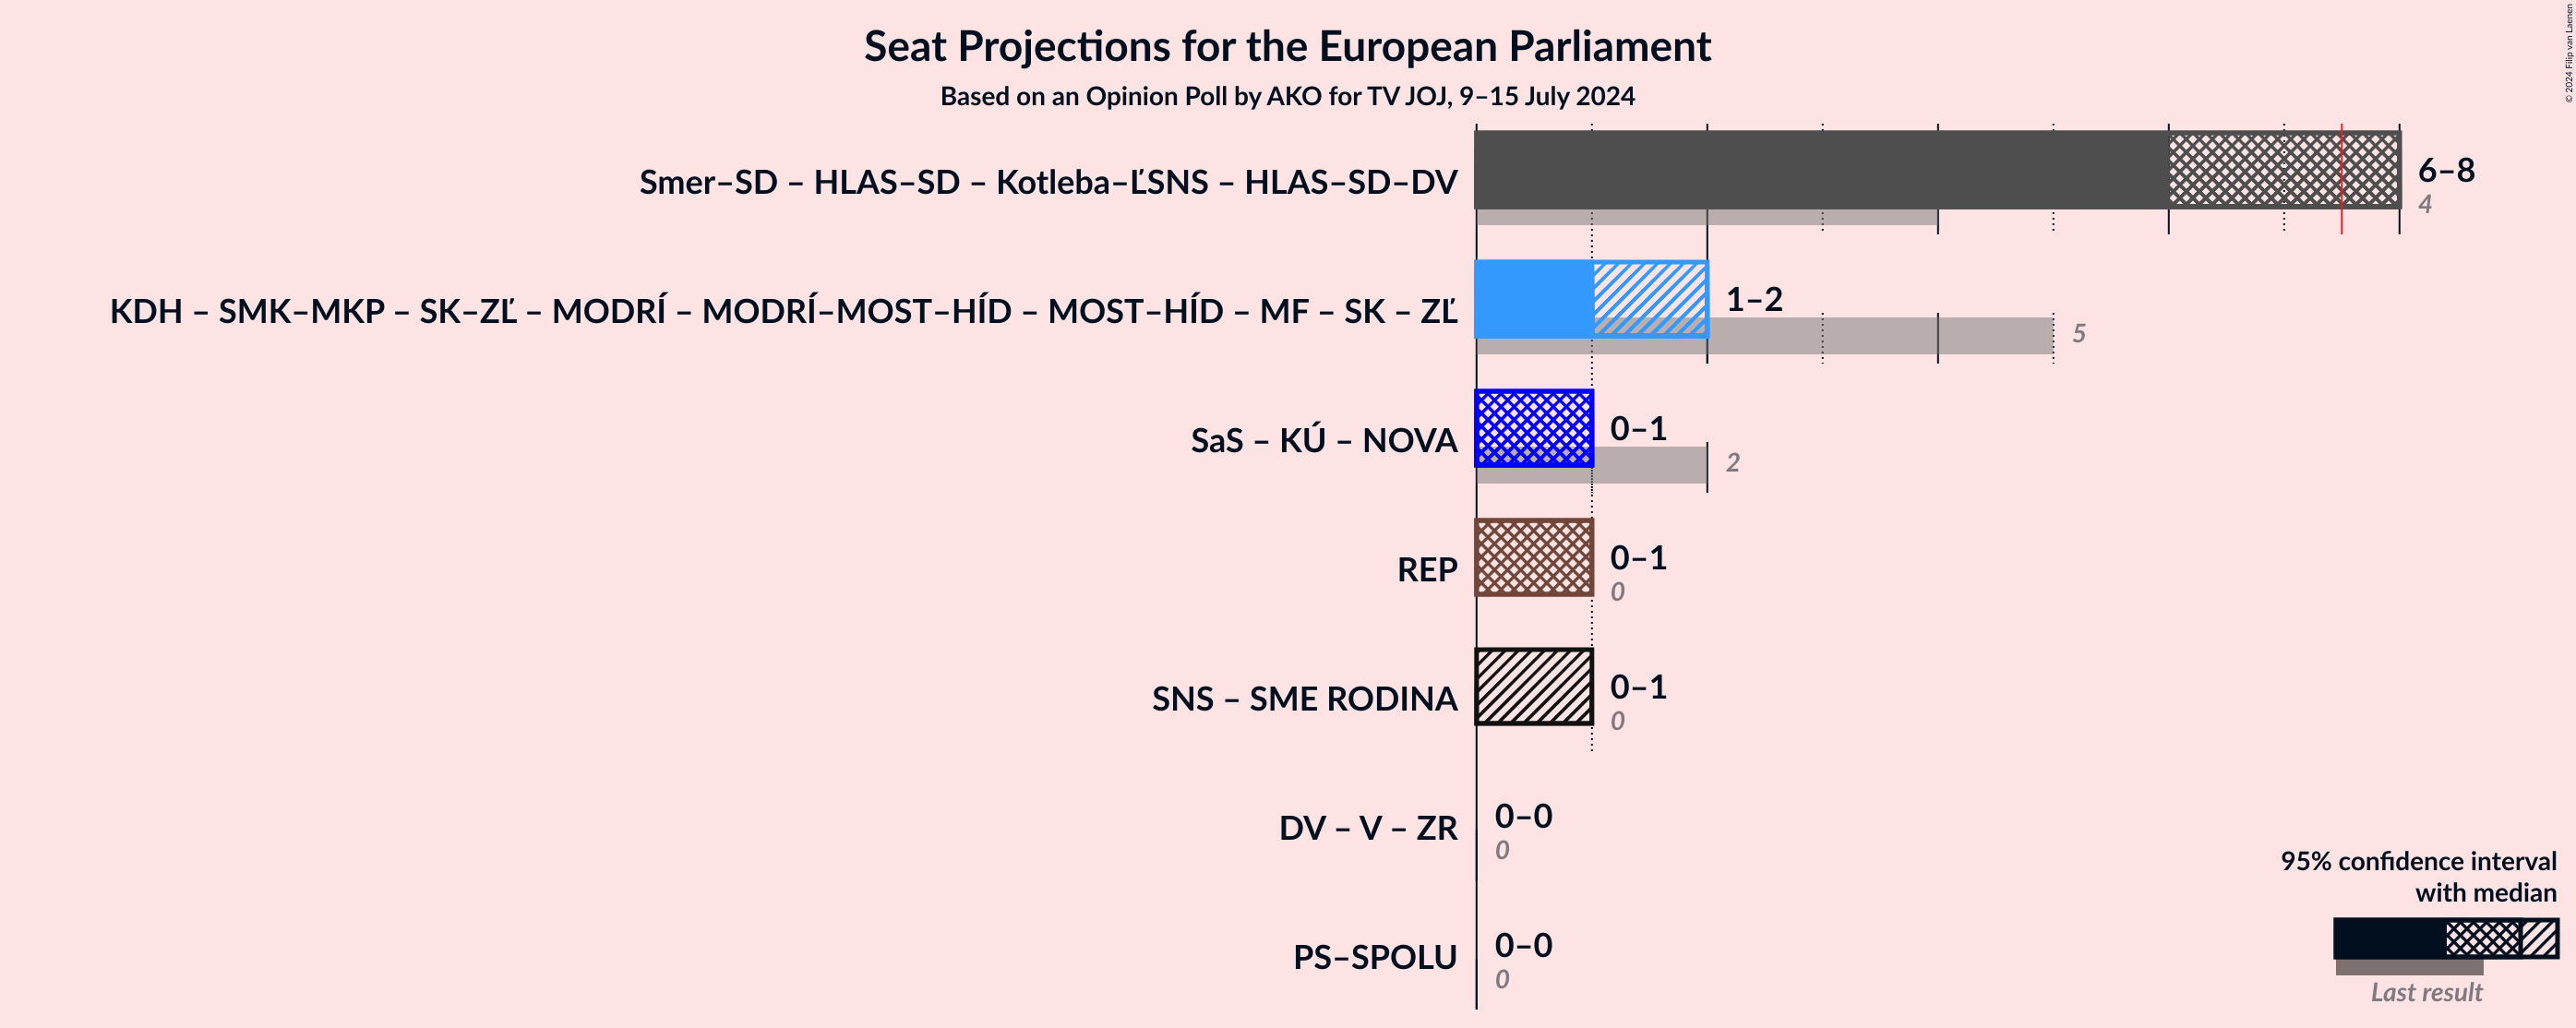 Seat Projections for the European Parliament
Based on an Opinion Poll by AKO for TV JOJ, 9–15 July 2024
© 2024 Filip van Laenen
Smer–SD – HLAS–SD – Kotleba–ĽSNS – HLAS–SD–DV
6–8
4
KDH – SMK–MKP – SK–ZĽ – MODRÍ – MODRÍ–MOST–HÍD – MOST–HÍD – MF – SK – ZĽ
1–2
5
SaS – KÚ – NOVA
0–1
2
REP
0–1
0
SNS – SME RODINA
0–1
0
DV – V – ZR
0–0
0
PS–SPOLU
0–0
0
95% confidence interval
with median
Last result